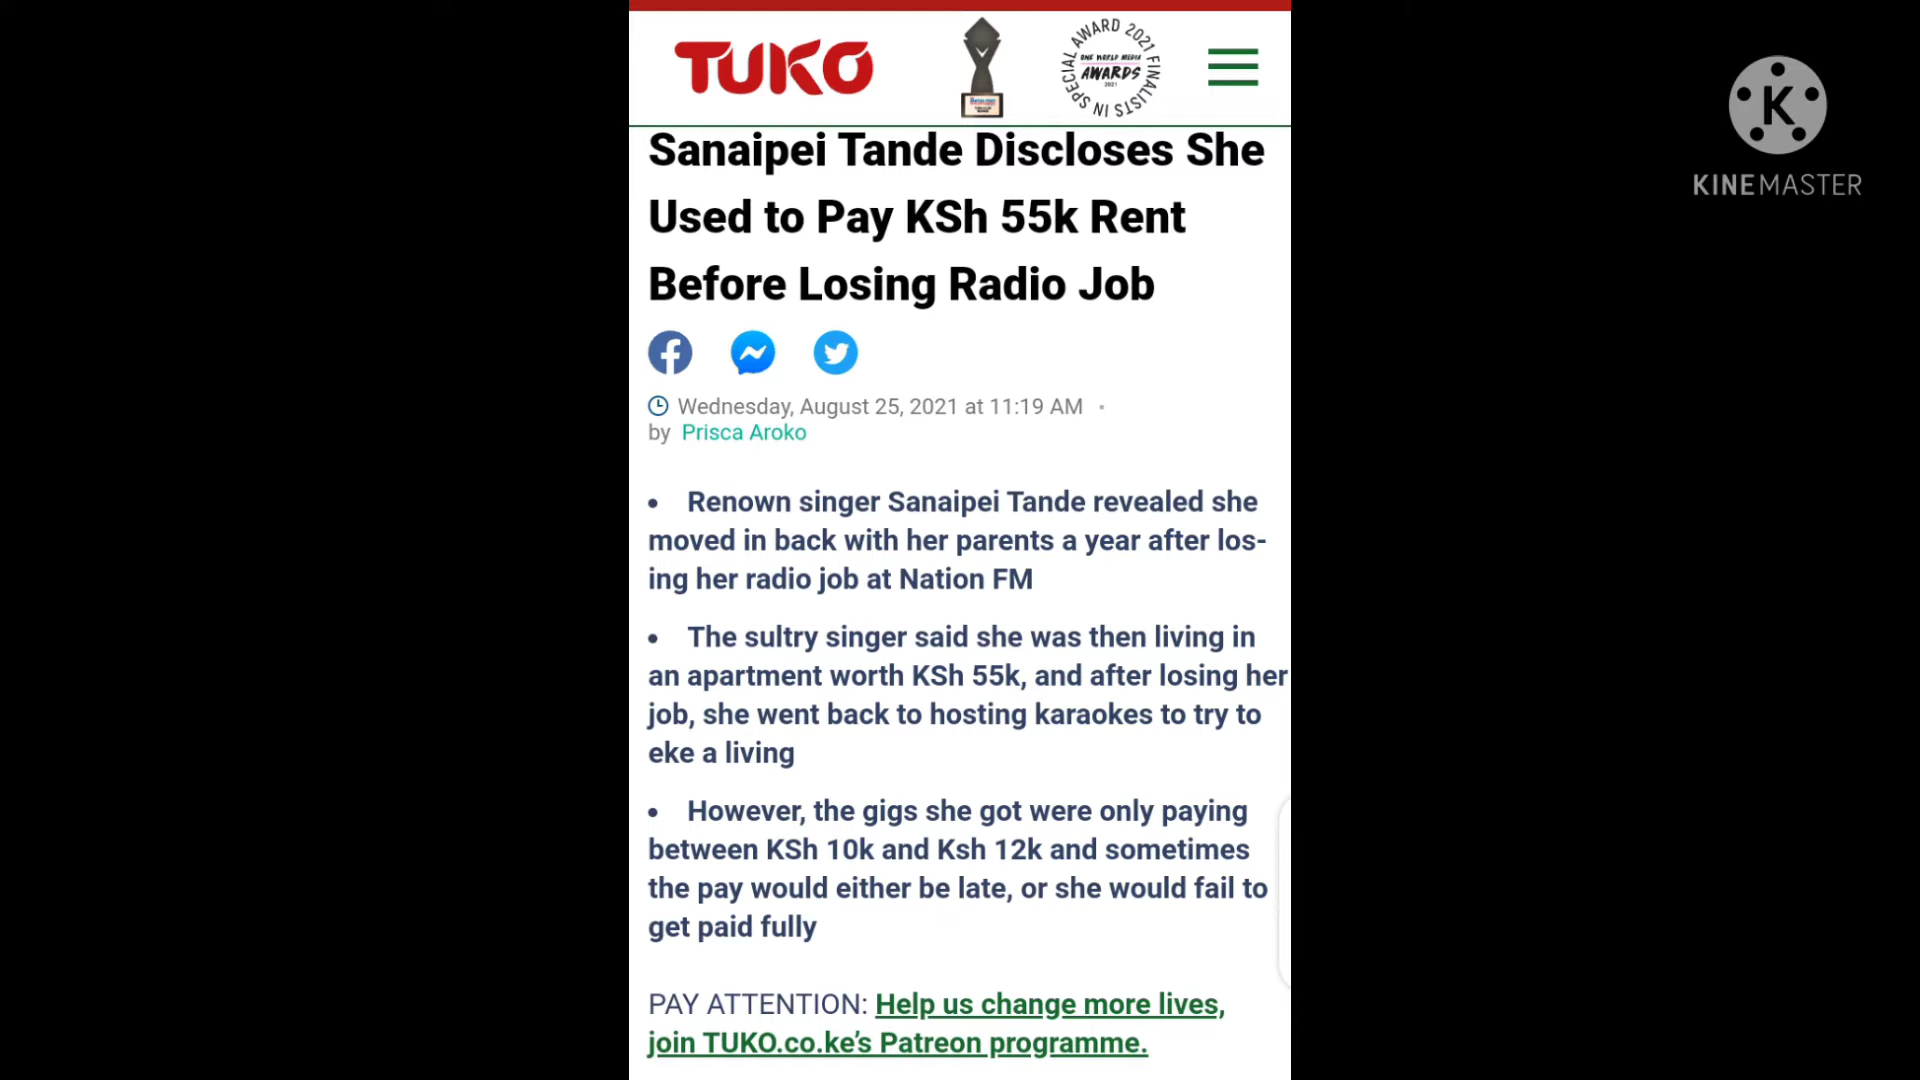 TUKO
SPECIAL AWARD 2021 FINALISTS IN
ONE WORLD MEDIA
AWARDS
2021
K
KINEMASTER
Sanaipei Tande Discloses She
Used to Pay KSh 55k Rent
Before Losing Radio Job
Wednesday, August 25, 2021 at 11:19 AM •
by Prisca Aroko
• Renown singer Sanaipei Tande revealed she
moved in back with her parents a year after los-
ing her radio job at Nation FM
• The sultry singer said she was then living in
an apartment worth KSh 55k, and after losing her
job, she went back to hosting karaokes to try to
eke a living
• However, the gigs she got were only paying
between KSh 10k and Ksh 12k and sometimes
the pay would either be late, or she would fail to
get paid fully
PAY ATTENTION: Help us change more lives,
join TUKO.co.ke’s Patreon programme.